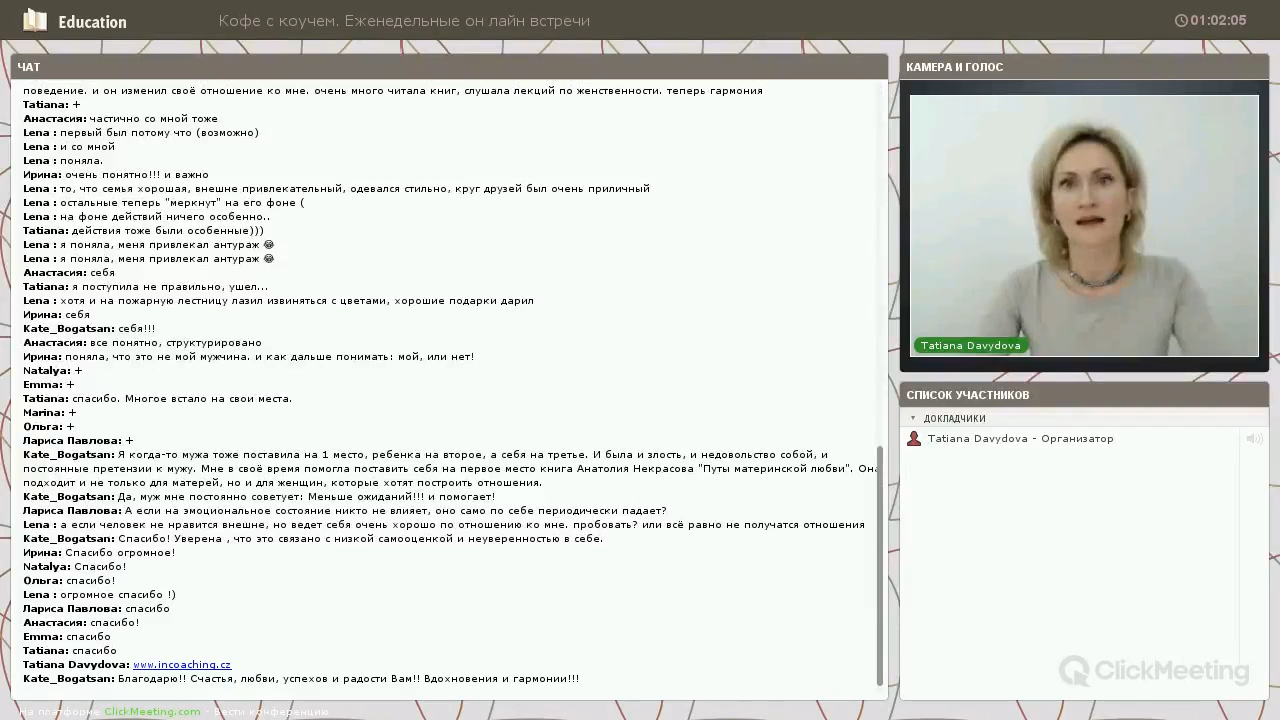 Education
Кофе с коучем. Еженедельные он лайн встречи
01:02:05
ЧАТ
поведение. и он изменил своё отношение ко мне. очень много читала книг, слушала лекций по женственности. теперь гармония
Tatiana: +
Анастасия: частично со мной тоже
Lena : первый был потому что (возможно)
Lena : и со мной
Lena : поняла.
Ирина: очень понятно!!! и важно
Lena : то, что семья хорошая, внешне привлекательный, одевался стильно, круг друзей был очень приличный
Lena : остальные теперь "меркнут" на его фоне (
Lena : на фоне действий ничего особенно..
Tatiana: действия тоже были особенные)))
Lena : я поняла, меня привлекал антураж 😂
Lena : я поняла, меня привлекал антураж 😂
Анастасия: себя
Tatiana: я поступила не правильно, ушел...
Lena : хотя и на пожарную лестницу лазил извиняться с цветами, хорошие подарки дарил
Ирина: себя
Kate_Bogatsan: себя!!!
Анастасия: все понятно, структурировано
Ирина: поняла, что это не мой мужчина. и как дальше понимать: мой, или нет!
Natalya: +
Emma: +
Tatiana: спасибо. Многое встало на свои места.
Marina: +
Ольга: +
Лариса Павлова: +
Kate_Bogatsan: Я когда-то мужа тоже поставила на 1 место, ребенка на второе, а себя на третье. И была и злость, и недовольство собой, и
постоянные претензии к мужу. Мне в своё время помогла поставить себя на первое место книга Анатолия Некрасова "Путы материнской любви". Она
подходит и не только для матерей, но и для женщин, которые хотят построить отношения.
Kate_Bogatsan: Да, муж мне постоянно советует: Меньше ожиданий!!! и помогает!
Лариса Павлова: А если на эмоциональное состояние никто не влияет, оно само по себе периодически падает?
Lena : а если человек не нравится внешне, но ведет себя очень хорошо по отношению ко мне. пробовать? или всё равно не получатся отношения
Kate_Bogatsan: Спасибо! Уверена , что это связано с низкой самооценкой и неуверенностью в себе.
Ирина: Спасибо огромное!
Natalya: Спасибо!
Ольга: спасибо!
Lena : огромное спасибо !)
Лариса Павлова: спасибо
Анастасия: спасибо!
Emma: спасибо
Tatiana: спасибо
Tatiana Davydova: www.incoaching.cz
Kate_Bogatsan: Благодарю!! Счастья, любви, успехов и радости Вам!! Вдохновения и гармонии!!!
КАМЕРА И ГОЛОС
Tatiana Davydova
СПИСОК УЧАСТНИКОВ
ДОКЛАДЧИКИ
Tatiana Davydova - Организатор
ClickMeeting
На платформе ClickMeeting.com - Вести конференцию